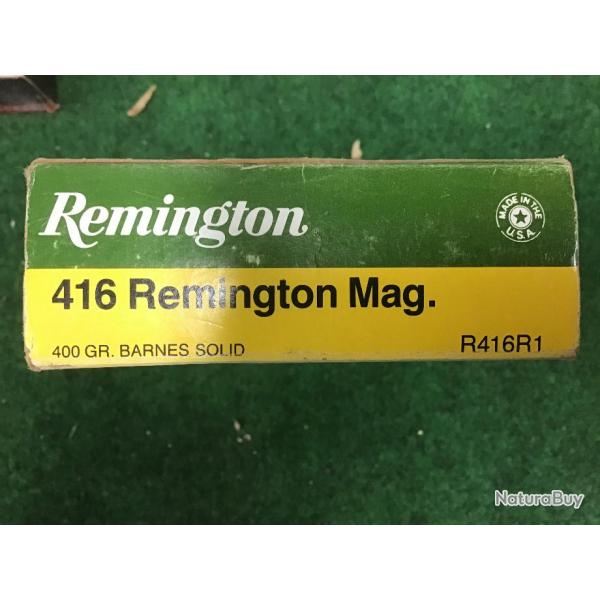 Remington
MADE IN THE
U.S.A.
416 Remington Mag.
400 GR. BARNES SOLID
R416R1
NaturaBuy